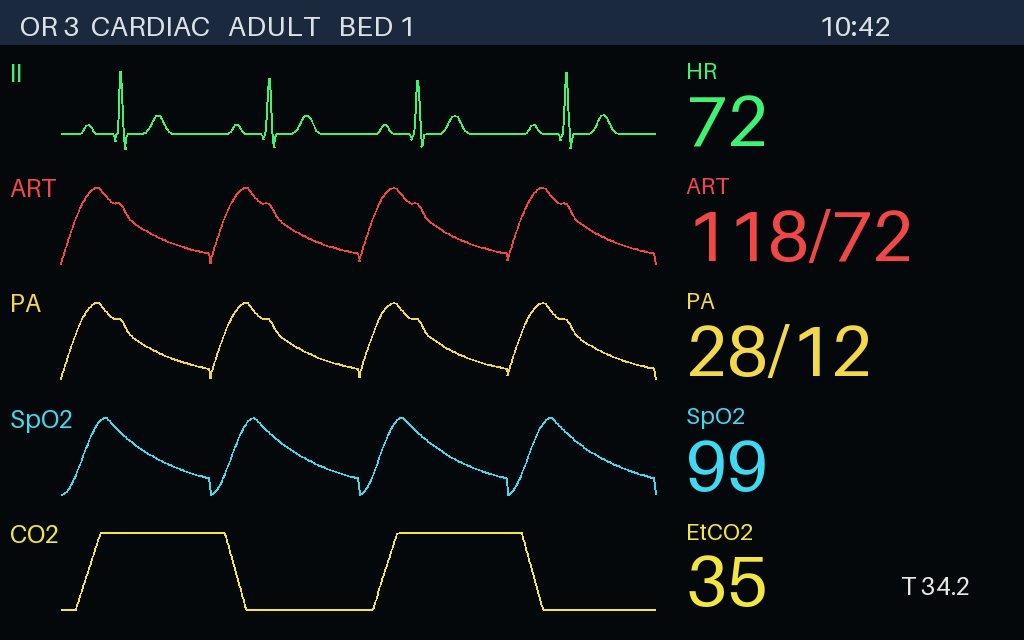 OR 3 CARDIAC ADULT BED 1 10:42
II
HR
72
ART
ART
118/72
PA
PA
28/12
SpO2
SpO2
99
CO2
EtCO2
35
T 34.2